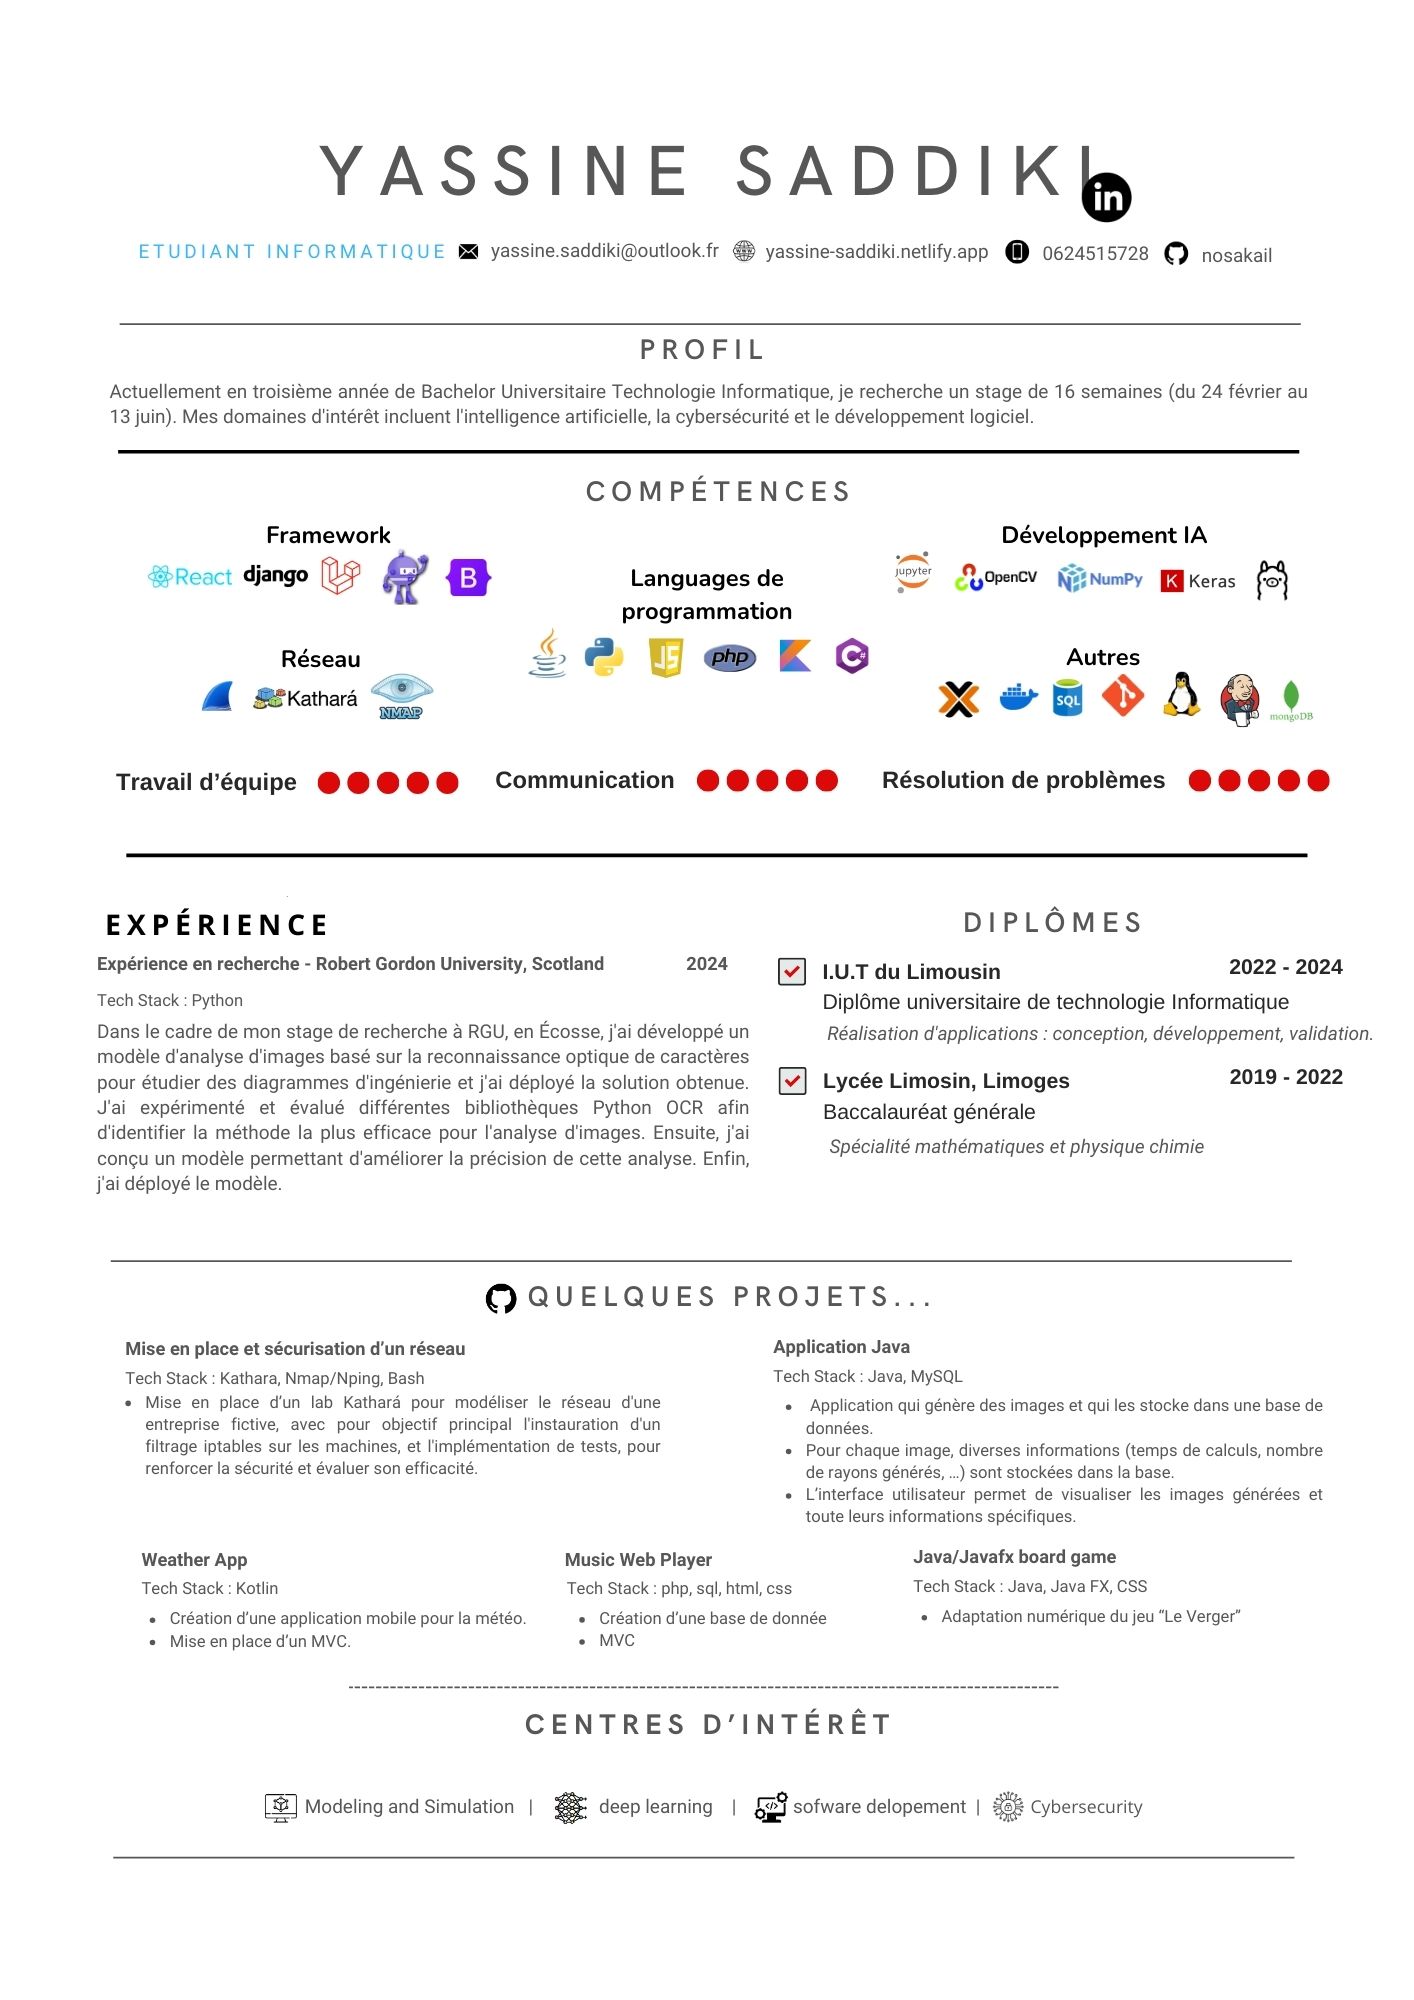 YASSINE SADDIKI
in
ETUDIANT INFORMATIQUE yassine.saddiki@outlook.fr yassine-saddiki.netlify.app 0624515728 nosakail
PROFIL
Actuellement en troisième année de Bachelor Universitaire Technologie Informatique, je recherche un stage de 16 semaines (du 24 février au
13 juin). Mes domaines d'intérêt incluent l'intelligence artificielle, la cybersécurité et le développement logiciel.
COMPÉTENCES
Framework
React django B
Languages de
programmation
JS php C#
Développement IA
jupyter OpenCV NumPy K Keras
Réseau
Kathará NMAP
Autres
SQL mongoDB
Travail d’équipe
Communication
Résolution de problèmes
EXPÉRIENCE
Expérience en recherche - Robert Gordon University, Scotland 2024
Tech Stack : Python
Dans le cadre de mon stage de recherche à RGU, en Écosse, j'ai développé un
modèle d'analyse d'images basé sur la reconnaissance optique de caractères
pour étudier des diagrammes d'ingénierie et j'ai déployé la solution obtenue.
J'ai expérimenté et évalué différentes bibliothèques Python OCR afin
d'identifier la méthode la plus efficace pour l'analyse d'images. Ensuite, j'ai
conçu un modèle permettant d'améliorer la précision de cette analyse. Enfin,
j'ai déployé le modèle.
DIPLÔMES
I.U.T du Limousin 2022 - 2024
Diplôme universitaire de technologie Informatique
Réalisation d'applications : conception, développement, validation.
Lycée Limosin, Limoges 2019 - 2022
Baccalauréat générale
Spécialité mathématiques et physique chimie
QUELQUES PROJETS...
Mise en place et sécurisation d’un réseau
Tech Stack : Kathara, Nmap/Nping, Bash
• Mise en place d’un lab Kathará pour modéliser le réseau d'une
entreprise fictive, avec pour objectif principal l'instauration d'un
filtrage iptables sur les machines, et l'implémentation de tests, pour
renforcer la sécurité et évaluer son efficacité.
Application Java
Tech Stack : Java, MySQL
• Application qui génère des images et qui les stocke dans une base de
données.
• Pour chaque image, diverses informations (temps de calculs, nombre
de rayons générés, ...) sont stockées dans la base.
• L’interface utilisateur permet de visualiser les images générées et
toute leurs informations spécifiques.
Weather App
Tech Stack : Kotlin
• Création d’une application mobile pour la météo.
• Mise en place d’un MVC.
Music Web Player
Tech Stack : php, sql, html, css
• Création d’une base de donnée
• MVC
Java/Javafx board game
Tech Stack : Java, Java FX, CSS
• Adaptation numérique du jeu “Le Verger”
CENTRES D’INTÉRÊT
Modeling and Simulation | deep learning | sofware delopement | Cybersecurity